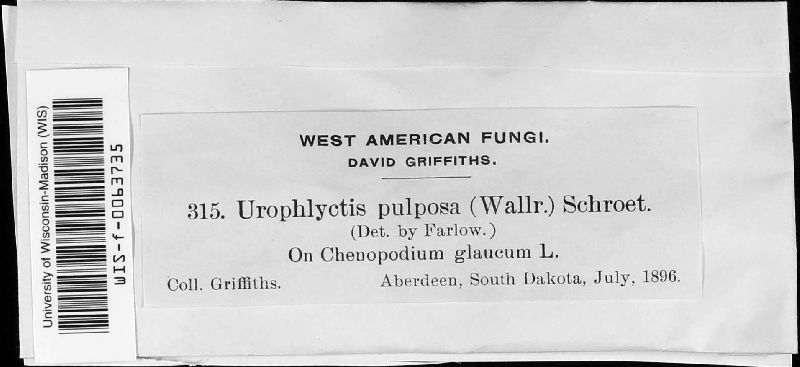 University of Wisconsin-Madison (WIS)
WIS-f-0063735
WEST AMERICAN FUNGI.
DAVID GRIFFITHS.
315. Urophlyctis pulposa (Wallr.) Schroet.
(Det. by Farlow.)
On Chenopodium glaucum L.
Coll. Griffiths. Aberdeen, South Dakota, July, 1896.